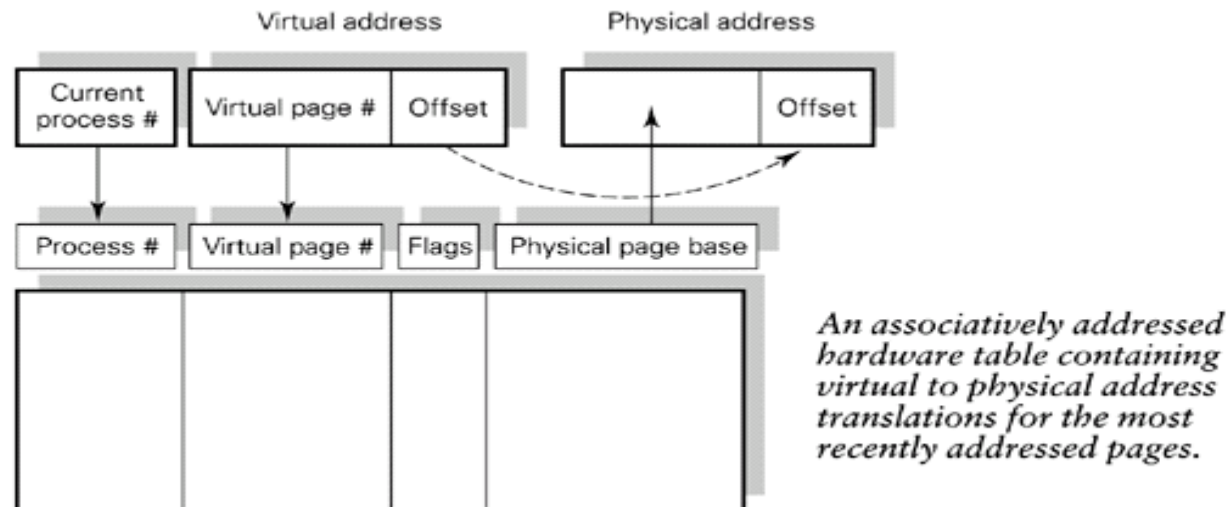 Virtual address
Physical address
Current
process #
Virtual page #
Offset
Offset
Process #
Virtual page #
Flags
Physical page base
An associatively addressed
hardware table containing
virtual to physical address
translations for the most
recently addressed pages.